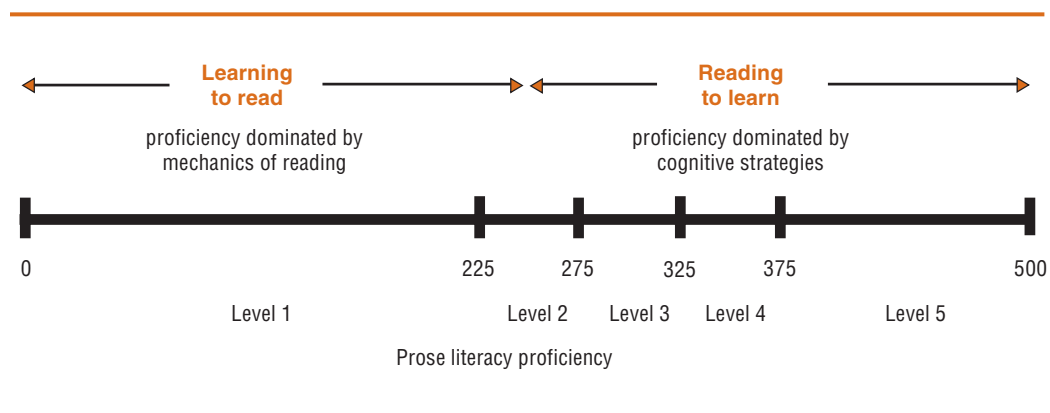 Learning
to read
Reading
to learn
proficiency dominated by
mechanics of reading
proficiency dominated by
cognitive strategies
0 225 275 325 375 500
Level 1 Level 2 Level 3 Level 4 Level 5
Prose literacy proficiency